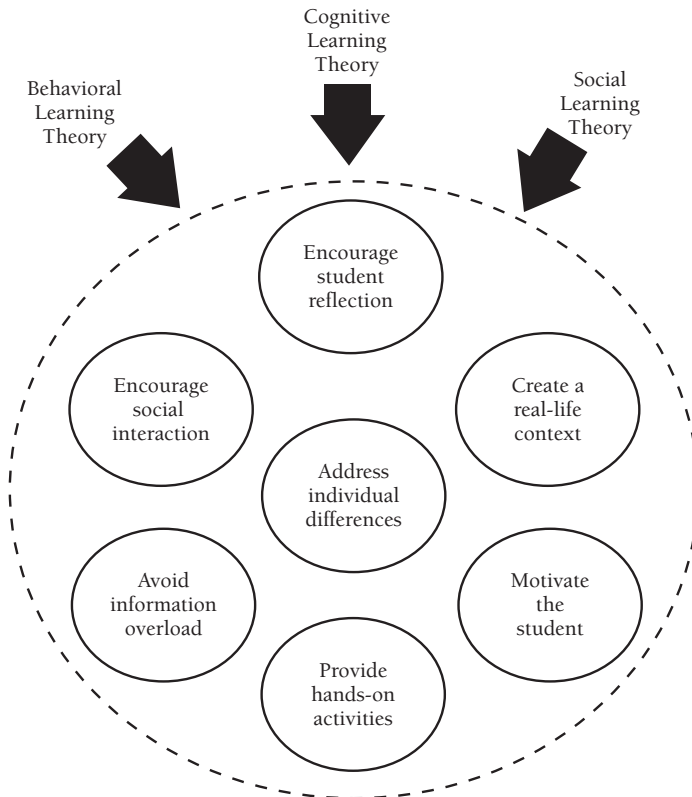 Cognitive
Learning
Theory
Behavioral
Learning
Theory
Social
Learning
Theory
Encourage
student
reflection
Encourage
social
interaction
Create a
real-life
context
Address
individual
differences
Avoid
information
overload
Motivate
the
student
Provide
hands-on
activities